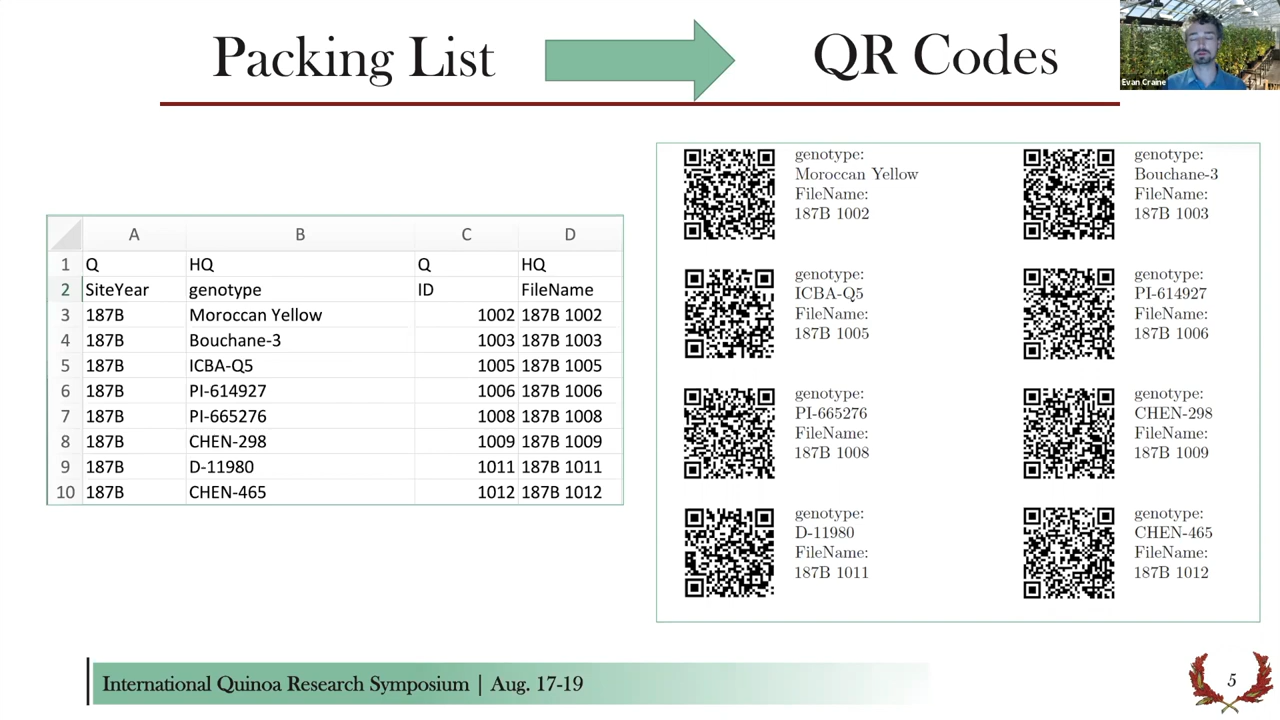 Packing List
QR Codes
Evan Craine
A B C D
1 Q HQ Q HQ
2 SiteYear genotype ID FileName
3 187B Moroccan Yellow 1002 187B 1002
4 187B Bouchane-3 1003 187B 1003
5 187B ICBA-Q5 1005 187B 1005
6 187B PI-614927 1006 187B 1006
7 187B PI-665276 1008 187B 1008
8 187B CHEN-298 1009 187B 1009
9 187B D-11980 1011 187B 1011
10 187B CHEN-465 1012 187B 1012
genotype:
Moroccan Yellow
FileName:
187B 1002
genotype:
Bouchane-3
FileName:
187B 1003
genotype:
ICBA-Q5
FileName:
187B 1005
genotype:
PI-614927
FileName:
187B 1006
genotype:
PI-665276
FileName:
187B 1008
genotype:
CHEN-298
FileName:
187B 1009
genotype:
D-11980
FileName:
187B 1011
genotype:
CHEN-465
FileName:
187B 1012
International Quinoa Research Symposium | Aug. 17-19
5